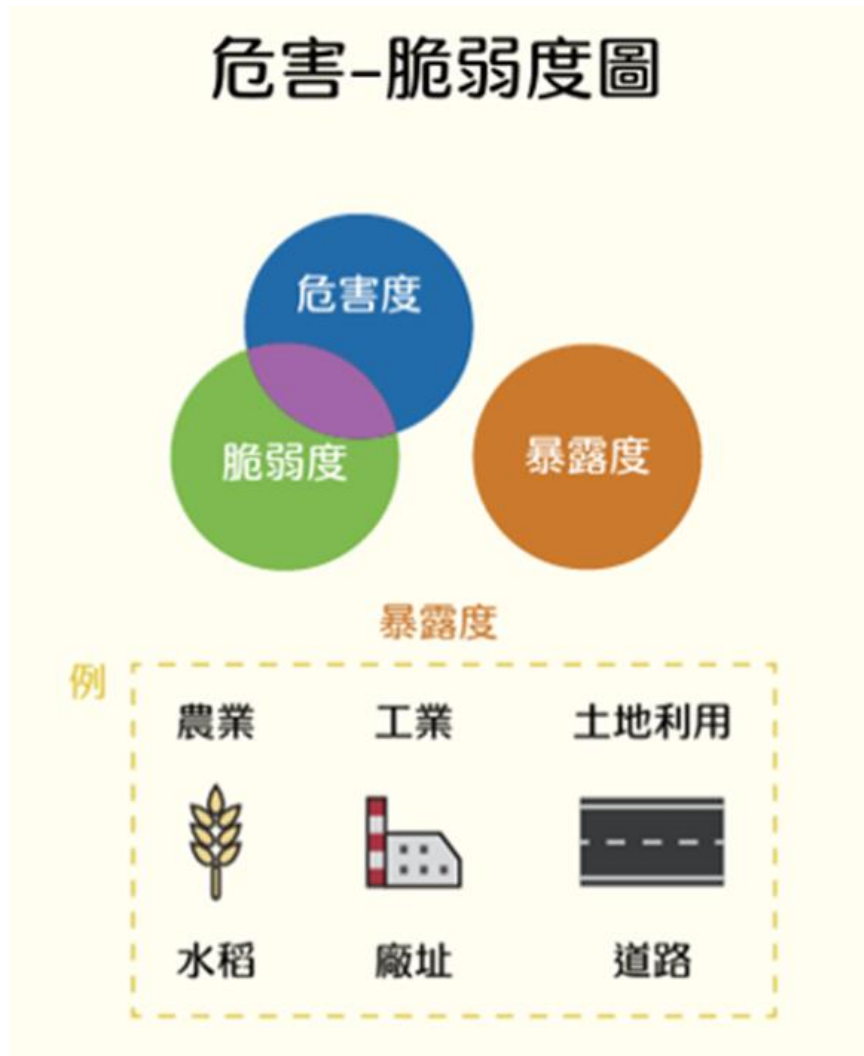 危害-脆弱度圖
危害度
脆弱度
暴露度
暴露度
例
農業 工業 土地利用
水稻 廠址 道路